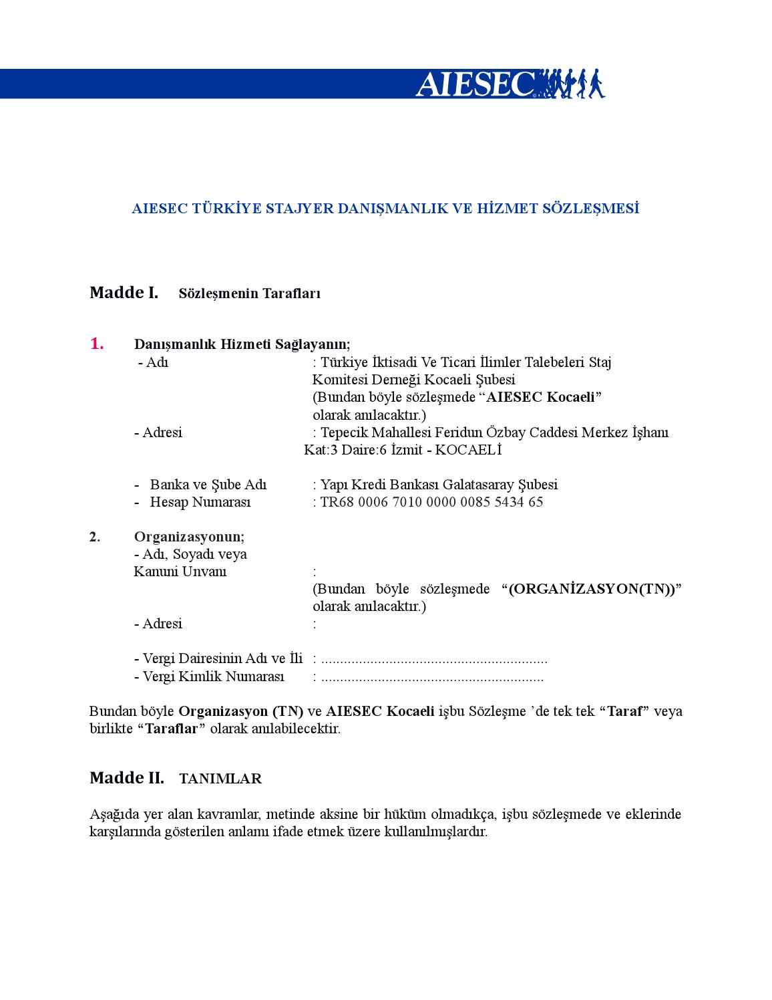 AIESEC
AIESEC TÜRKİYE STAJYER DANIŞMANLIK VE HİZMET SÖZLEŞMESİ
Madde I. Sözleşmenin Tarafları
1. Danışmanlık Hizmeti Sağlayanın;
- Adı : Türkiye İktisadi Ve Ticari İlimler Talebeleri Staj
Komitesi Derneği Kocaeli Şubesi
(Bundan böyle sözleşmede “AIESEC Kocaeli”
olarak anılacaktır.)
- Adresi : Tepecik Mahallesi Feridun Özbay Caddesi Merkez İşhanı
Kat:3 Daire:6 İzmit - KOCAELİ
- Banka ve Şube Adı : Yapı Kredi Bankası Galatasaray Şubesi
- Hesap Numarası : TR68 0006 7010 0000 0085 5434 65
2. Organizasyonun;
- Adı, Soyadı veya
Kanuni Unvanı :
(Bundan böyle sözleşmede “(ORGANİZASYON(TN))”
olarak anılacaktır.)
- Adresi :
- Vergi Dairesinin Adı ve İli : ............................................................
- Vergi Kimlik Numarası : ...........................................................
Bundan böyle Organizasyon (TN) ve AIESEC Kocaeli işbu Sözleşme ’de tek tek “Taraf” veya
birlikte “Taraflar” olarak anılabilecektir.
Madde II. TANIMLAR
Aşağıda yer alan kavramlar, metinde aksine bir hüküm olmadıkça, işbu sözleşmede ve eklerinde
karşılarında gösterilen anlamı ifade etmek üzere kullanılmışlardır.